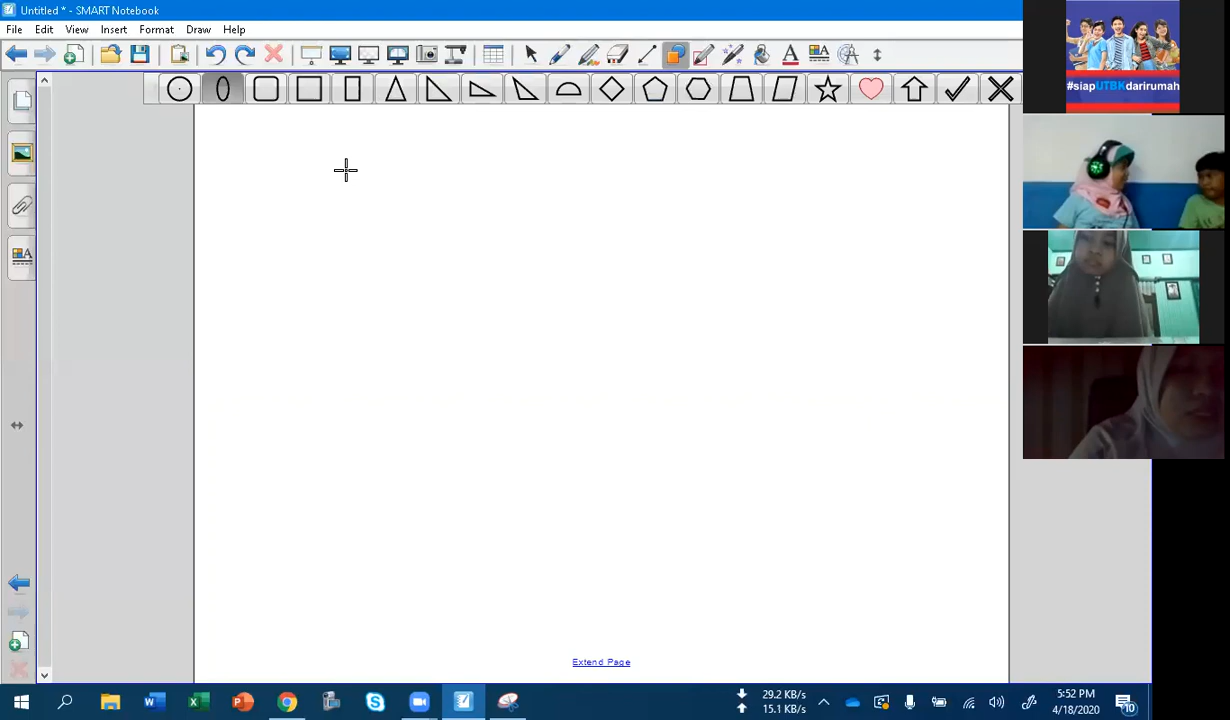 Untitled * - SMART Notebook
File Edit View Insert Format Draw Help
#siapUTBKdarirumah
Extend Page
29.2 KB/s
15.1 KB/s
5:52 PM
4/18/2020
10